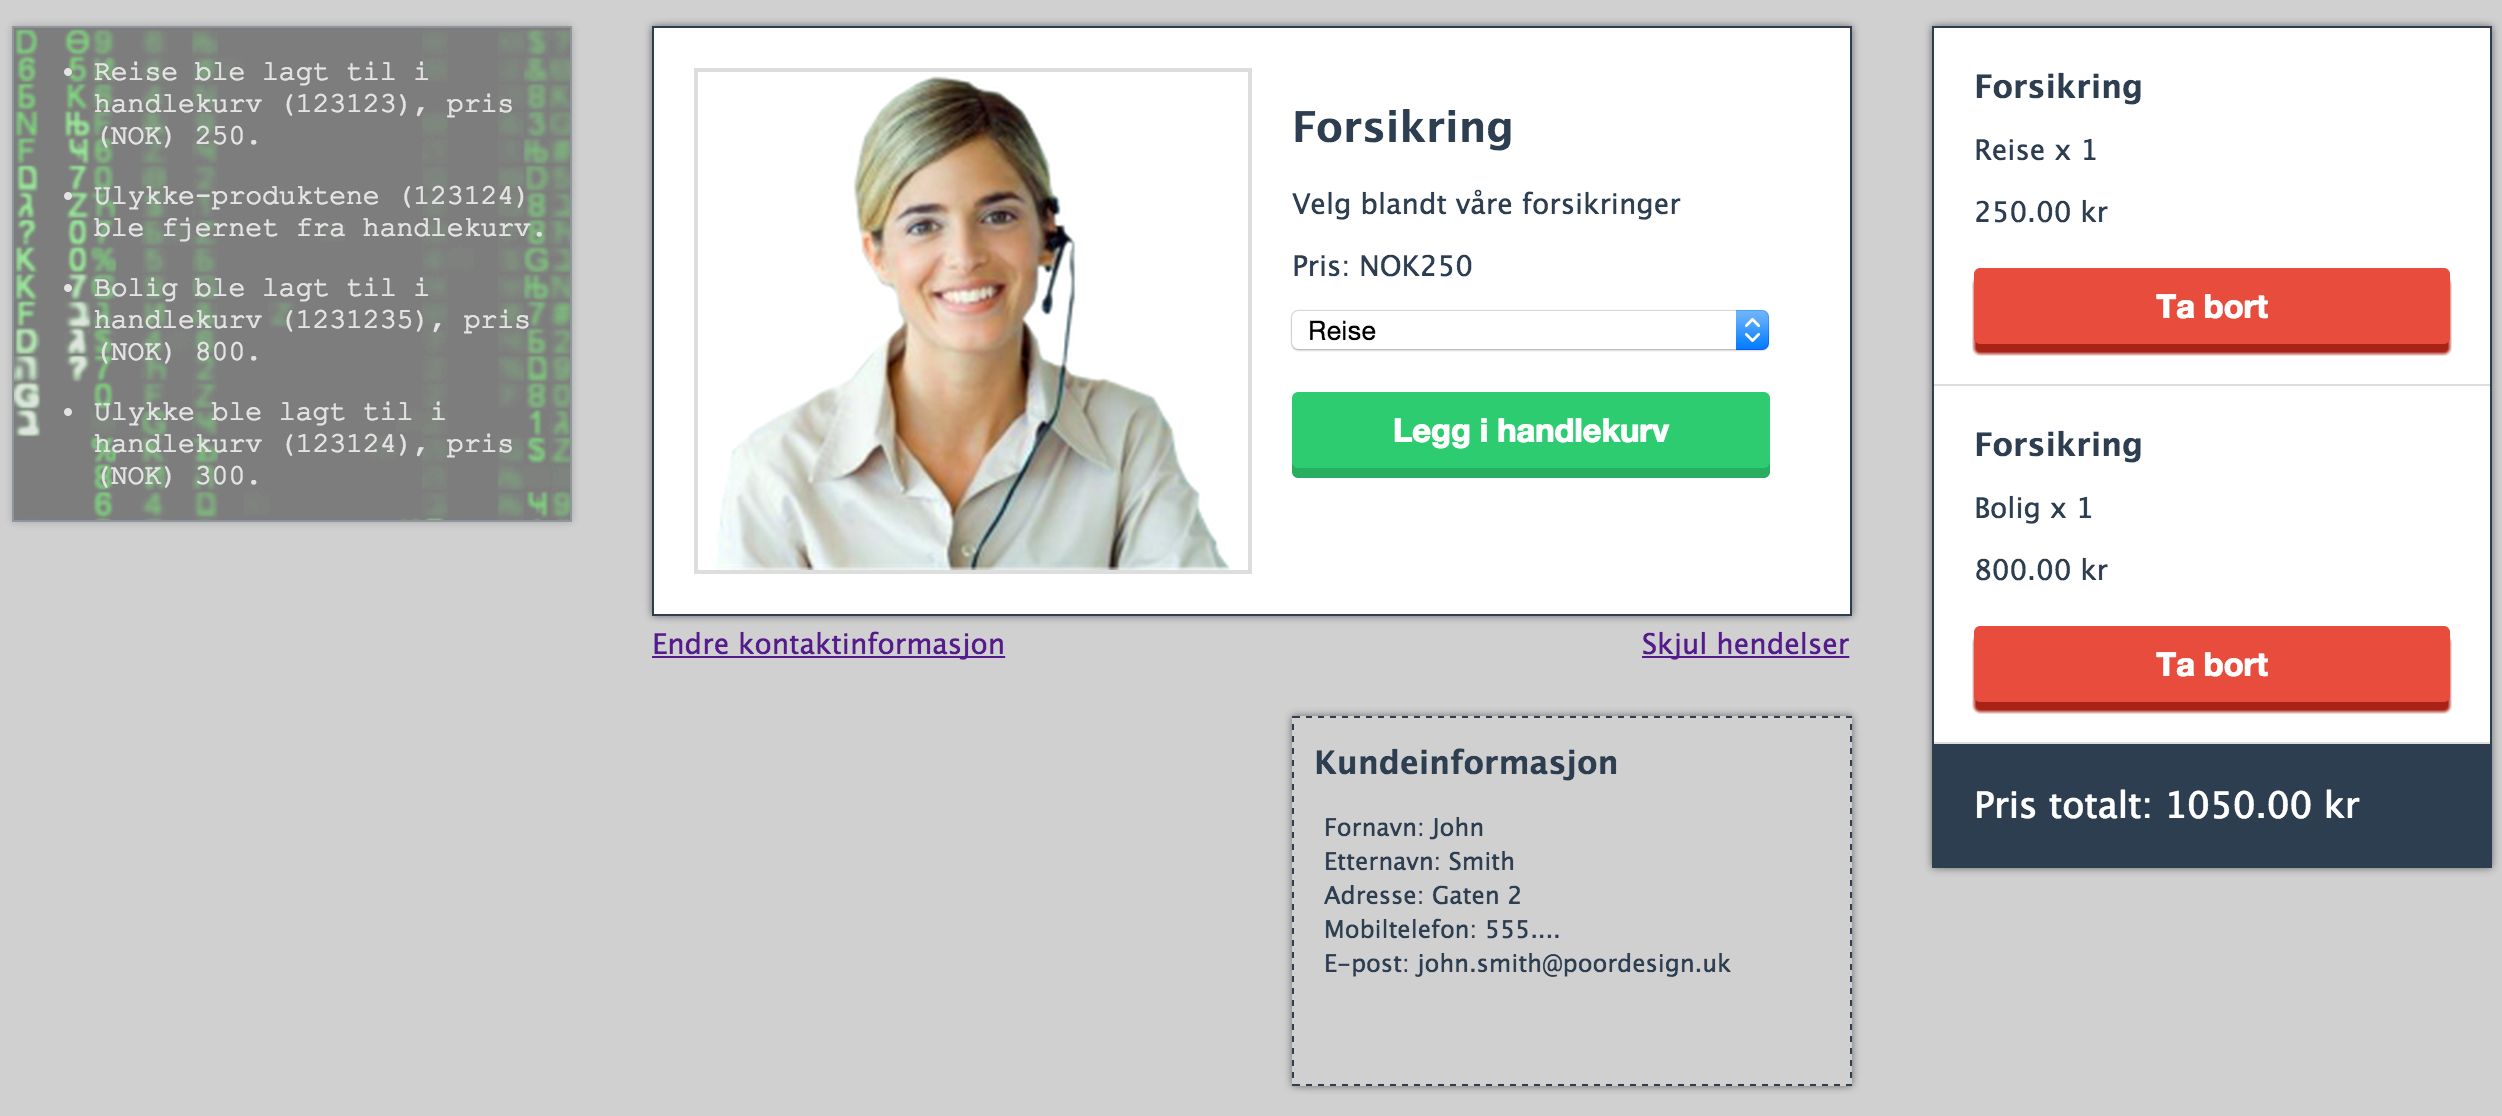 • Reise ble lagt til i
handlekurv (123123), pris
(NOK) 250.
• Ulykke-produktene (123124)
ble fjernet fra handlekurv.
• Bolig ble lagt til i
handlekurv (1231235), pris
(NOK) 800.
• Ulykke ble lagt til i
handlekurv (123124), pris
(NOK) 300.
Forsikring
Velg blandt våre forsikringer
Pris: NOK250
Reise
Legg i handlekurv
Endre kontaktinformasjon
Skjul hendelser
Kundeinformasjon
Fornavn: John
Etternavn: Smith
Adresse: Gaten 2
Mobiltelefon: 555....
E-post: john.smith@poordesign.uk
Forsikring
Reise x 1
250.00 kr
Ta bort
Forsikring
Bolig x 1
800.00 kr
Ta bort
Pris totalt: 1050.00 kr